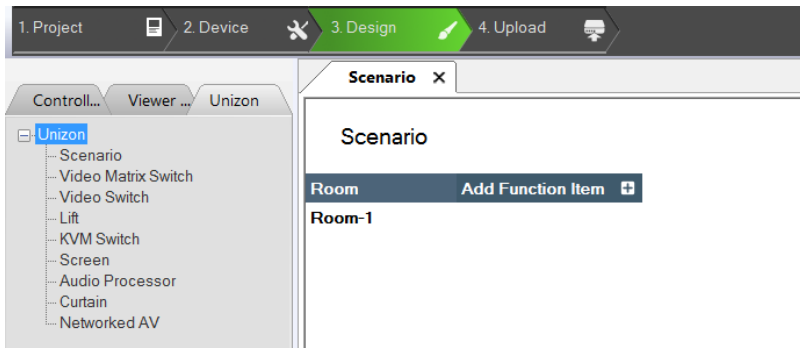 1. Project 2. Device 3. Design 4. Upload
Controll... Viewer ... Unizon
Unizon
Scenario
Video Matrix Switch
Video Switch
Lift
KVM Switch
Screen
Audio Processor
Curtain
Networked AV
Scenario
Scenario
Room Add Function Item
Room-1